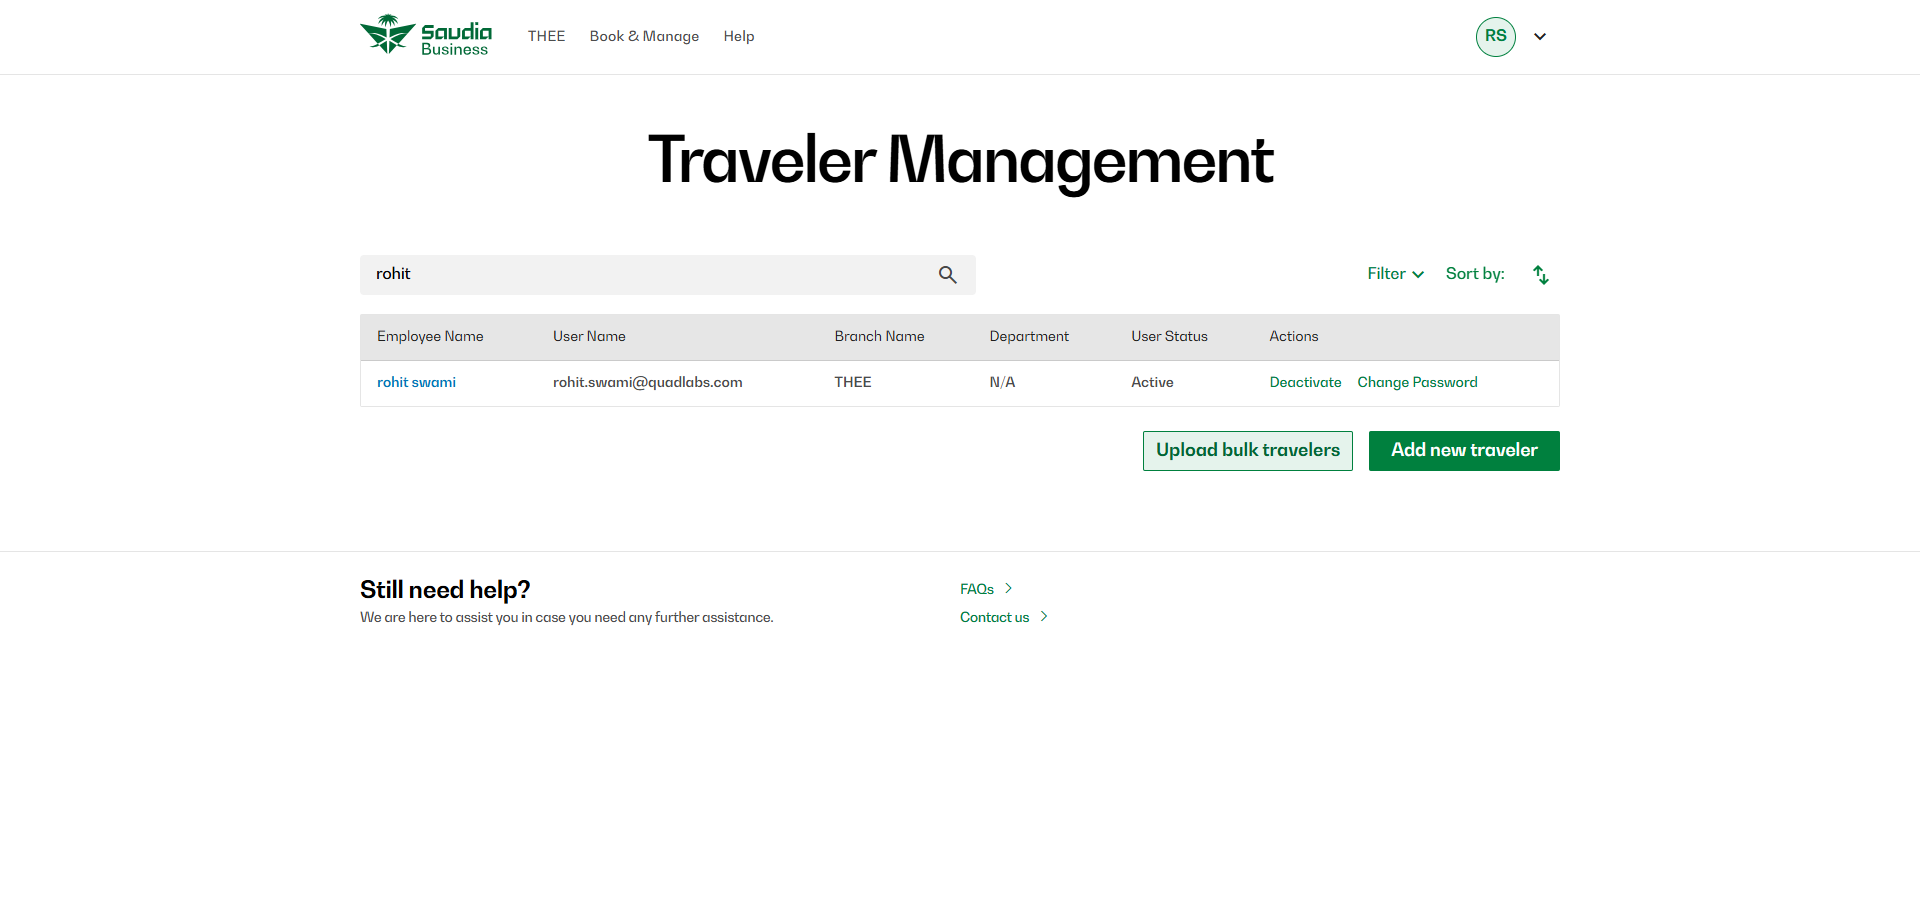 Saudia
Business
THEE Book & Manage Help
RS
Traveler Management
rohit
Filter Sort by:
Employee Name User Name Branch Name Department User Status Actions
rohit swami rohit.swami@quadlabs.com THEE N/A Active Deactivate Change Password
Upload bulk travelers Add new traveler
Still need help?
We are here to assist you in case you need any further assistance.
FAQs
Contact us